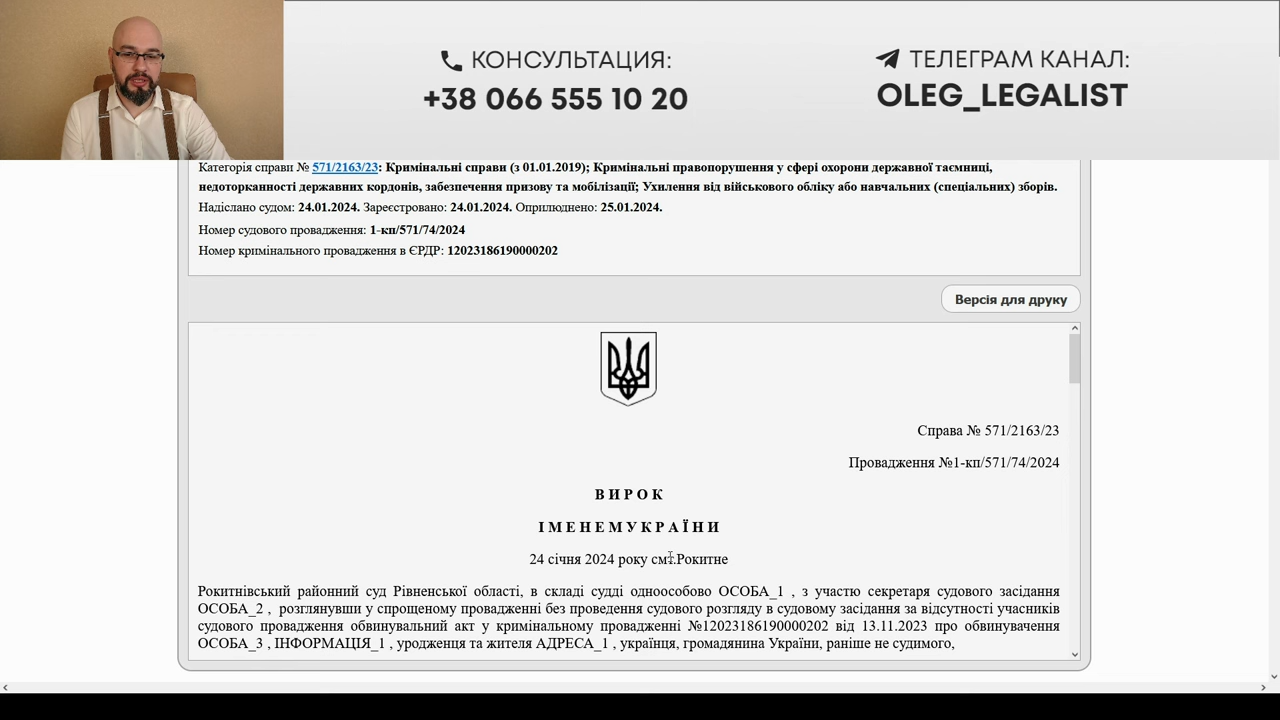 КОНСУЛЬТАЦИЯ:
+38 066 555 10 20
ТЕЛЕГРАМ КАНАЛ:
OLEG_LEGALIST
Категорія справи № 571/2163/23: Кримінальні справи (з 01.01.2019); Кримінальні правопорушення у сфері охорони державної таємниці,
недоторканності державних кордонів, забезпечення призову та мобілізації; Ухилення від військового обліку або навчальних (спеціальних) зборів.
Надіслано судом: 24.01.2024. Зареєстровано: 24.01.2024. Оприлюднено: 25.01.2024.
Номер судового провадження: 1-кп/571/74/2024
Номер кримінального провадження в ЄРДР: 12023186190000202
Версія для друку
Справа № 571/2163/23
Провадження №1-кп/571/74/2024
В И Р О К
І М Е Н Е М У К Р А Ї Н И
24 січня 2024 року смт.Рокитне
Рокитнівський районний суд Рівненської області, в складі судді одноособово ОСОБА_1 , з участю секретаря судового засідання
ОСОБА_2 , розглянувши у спрощеному провадженні без проведення судового розгляду в судовому засідання за відсутності учасників
судового провадження обвинувальний акт у кримінальному провадженні №12023186190000202 від 13.11.2023 про обвинувачення
ОСОБА_3 , ІНФОРМАЦІЯ_1 , уродженця та жителя АДРЕСА_1 , українця, громадянина України, раніше не судимого,